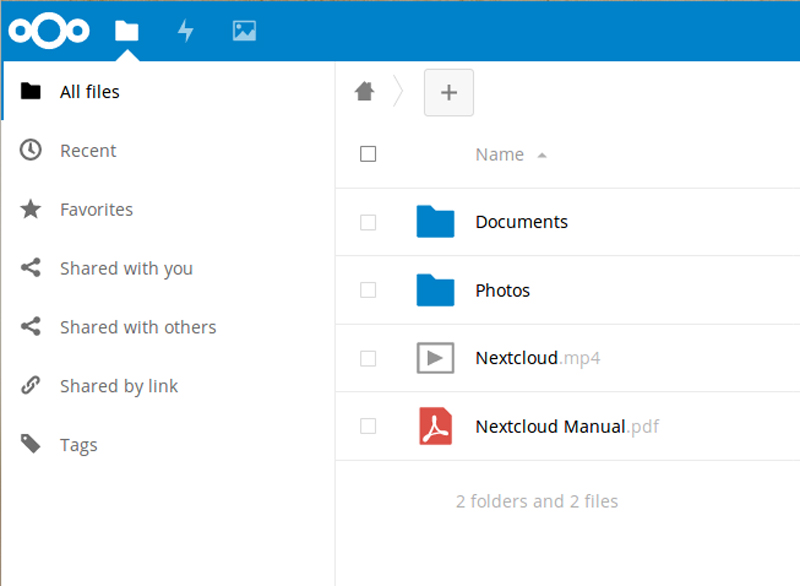 All files
Recent
Favorites
Shared with you
Shared with others
Shared by link
Tags
Name
Documents
Photos
Nextcloud.mp4
Nextcloud Manual.pdf
2 folders and 2 files